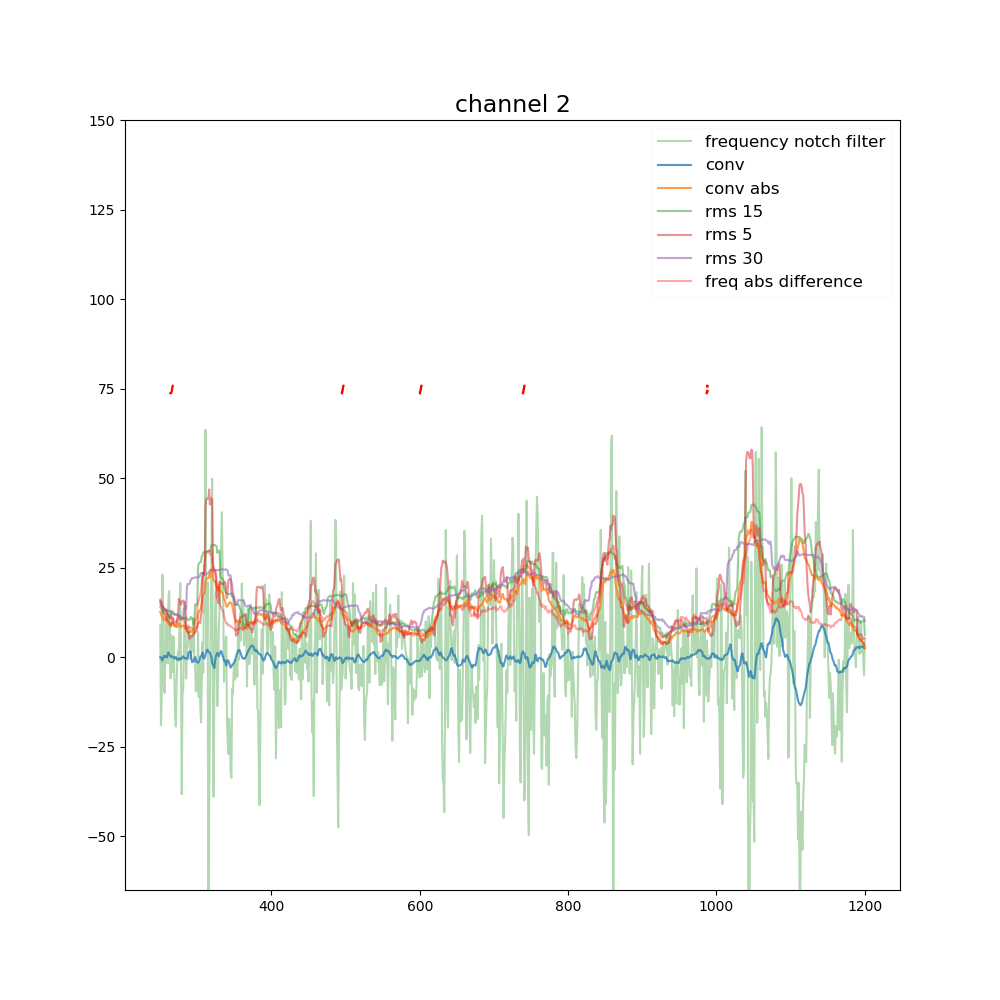 channel 2
150
125
100
75
50
25
0
−25
−50
frequency notch filter
conv
conv abs
rms 15
rms 5
rms 30
freq abs difference
J , , , ;
400 600 800 1000 1200